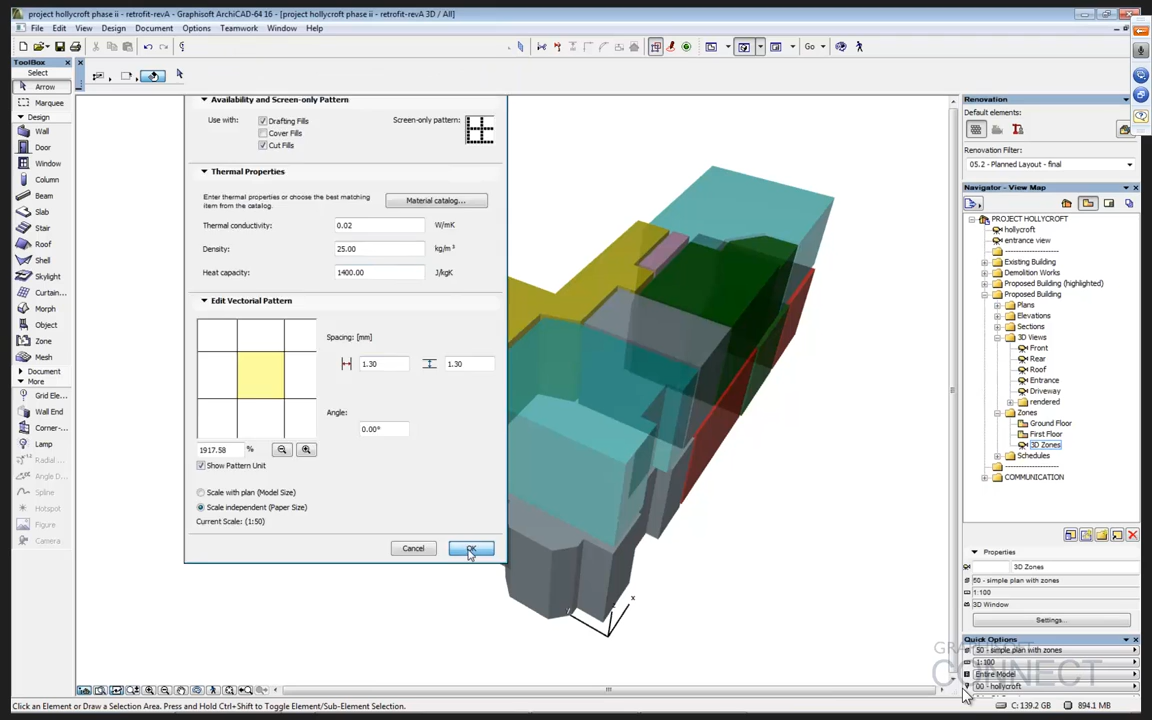 project hollycroft phase ii - retrofit-revA - Graphisoft ArchiCAD-64 16 - [project hollycroft phase ii - retrofit-revA 3D / All]
File Edit View Design Document Options Teamwork Window Help
Go
ToolBox
Select
Arrow
Marquee
Design
Wall
Door
Window
Column
Beam
Slab
Stair
Roof
Shell
Skylight
Curtain...
Morph
Object
Zone
Mesh
Document
More
Grid Ele...
Wall End
Corner-...
Lamp
Radial ...
Angle D...
Spline
Hotspot
Figure
Camera
Availability and Screen-only Pattern
Use with:
Drafting Fills
Cover Fills
Cut Fills
Screen-only pattern:
Thermal Properties
Enter thermal properties or choose the best matching
item from the catalog.
Material catalog...
Thermal conductivity: 0.02 W/mK
Density: 25.00 kg/m³
Heat capacity: 1400.00 J/kgK
Edit Vectorial Pattern
Spacing: [mm]
1.30 1.30
Angle:
0.00°
1917.58 %
Show Pattern Unit
Scale with plan (Model Size)
Scale independent (Paper Size)
Current Scale: (1:50)
Cancel OK
y z x
Renovation
Default elements:
Renovation Filter:
05.2 - Planned Layout - final
Navigator - View Map
PROJECT HOLLYCROFT
hollycroft
entrance view
--------------------
Existing Building
Demolition Works
Proposed Building (highlighted)
Proposed Building
Plans
Elevations
Sections
3D Views
Front
Rear
Roof
Entrance
Driveway
rendered
Zones
Ground Floor
First Floor
3D Zones
Schedules
--------------------
COMMUNICATION
Properties
3D Zones
50 - simple plan with zones
1:100
3D Window
Settings...
Quick Options
50 - simple plan with zones
1:100
Entire Model
00 - hollycroft
GRAPHISOFT
CONNECT
Click an Element or Draw a Selection Area. Press and Hold Ctrl+Shift to Toggle Element/Sub-Element Selection.
C: 139.2 GB 894.1 MB